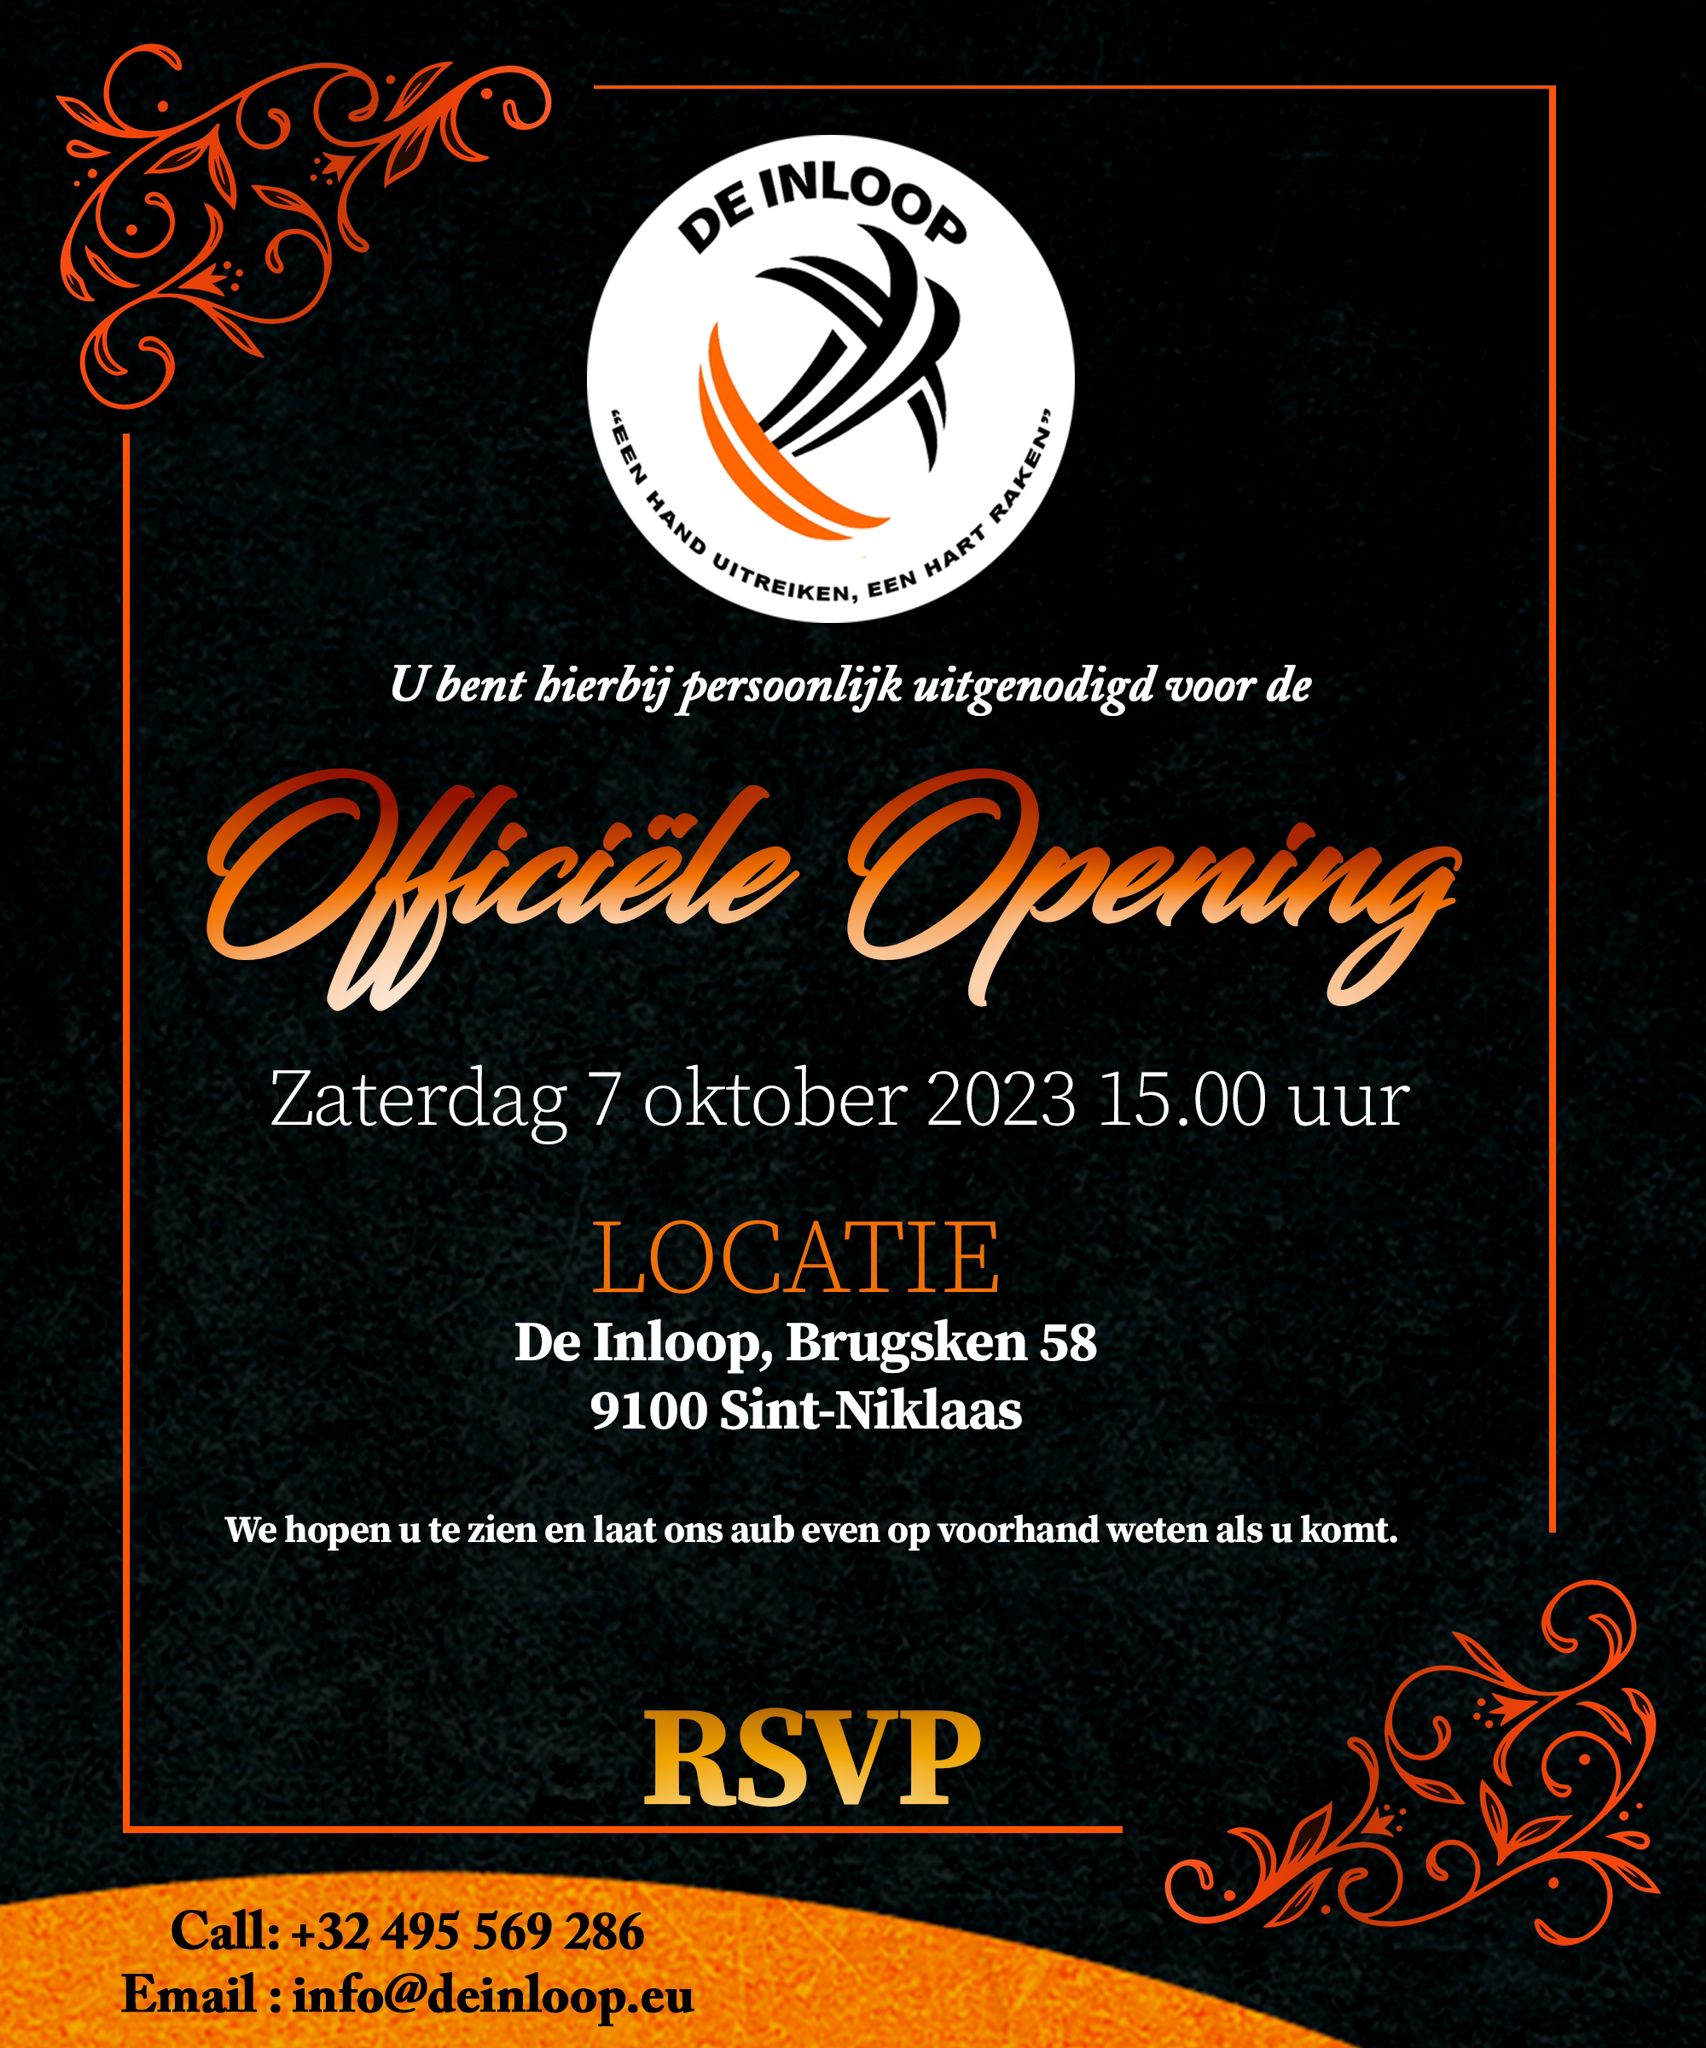 DE INLOOP
"EEN HAND UITREIKEN, EEN HART RAKEN"
U bent hierbij persoonlijk uitgenodigd voor de
Officiële Opening
Zaterdag 7 oktober 2023 15.00 uur
LOCATIE
De Inloop, Brugsken 58
9100 Sint-Niklaas
We hopen u te zien en laat ons aub even op voorhand weten als u komt.
RSVP
Call: +32 495 569 286
Email : info@deinloop.eu